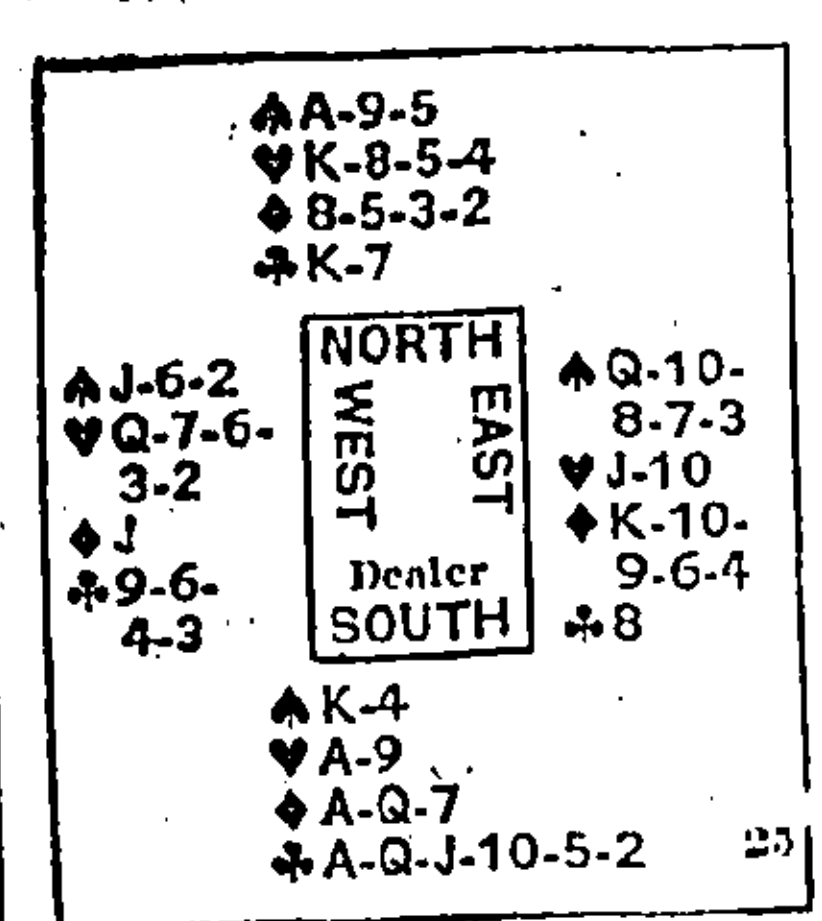 ♠ A-9-5
♥ K-8-5-4
♦ 8-5-3-2
♣ K-7
NORTH
♠ J-6-2
♥ Q-7-6-
3-2
♦ J
♣ 9-6-
4-3
WEST
EAST
♠ Q-10-
8-7-3
♥ J-10
♦ K-10-
9-6-4
♣ 8
Dealer
SOUTH
♠ K-4
♥ A-9
♦ A-Q-7
♣ A-Q-J-10-5-2
25